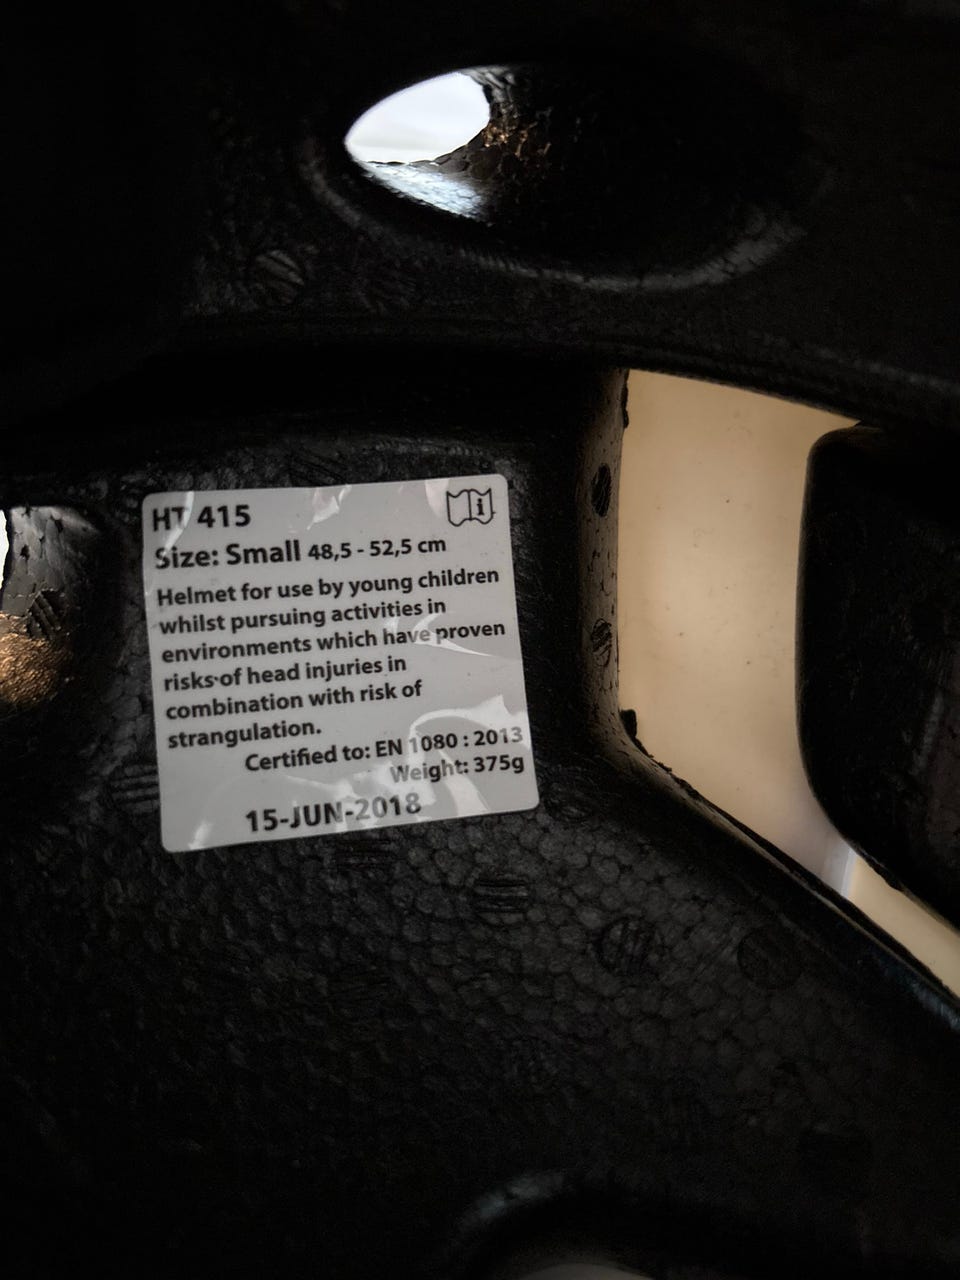 HT 415
i
Size: Small 48,5 - 52,5 cm
Helmet for use by young children
whilst pursuing activities in
environments which have proven
risks of head injuries in
combination with risk of
strangulation.
Certified to: EN 1080 : 2013
Weight: 375g
15-JUN-2018